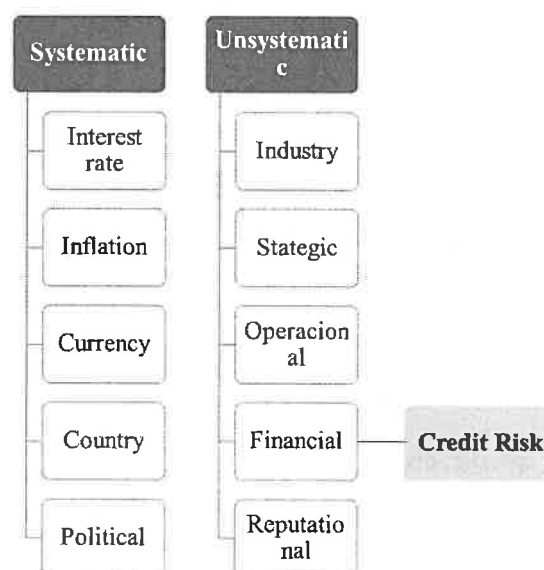 Systematic
Interest
rate
Inflation
Currency
Country
Political
Unsystemati
c
Industry
Stategic
Operacion
al
Financial
Credit Risk
Reputatio
nal